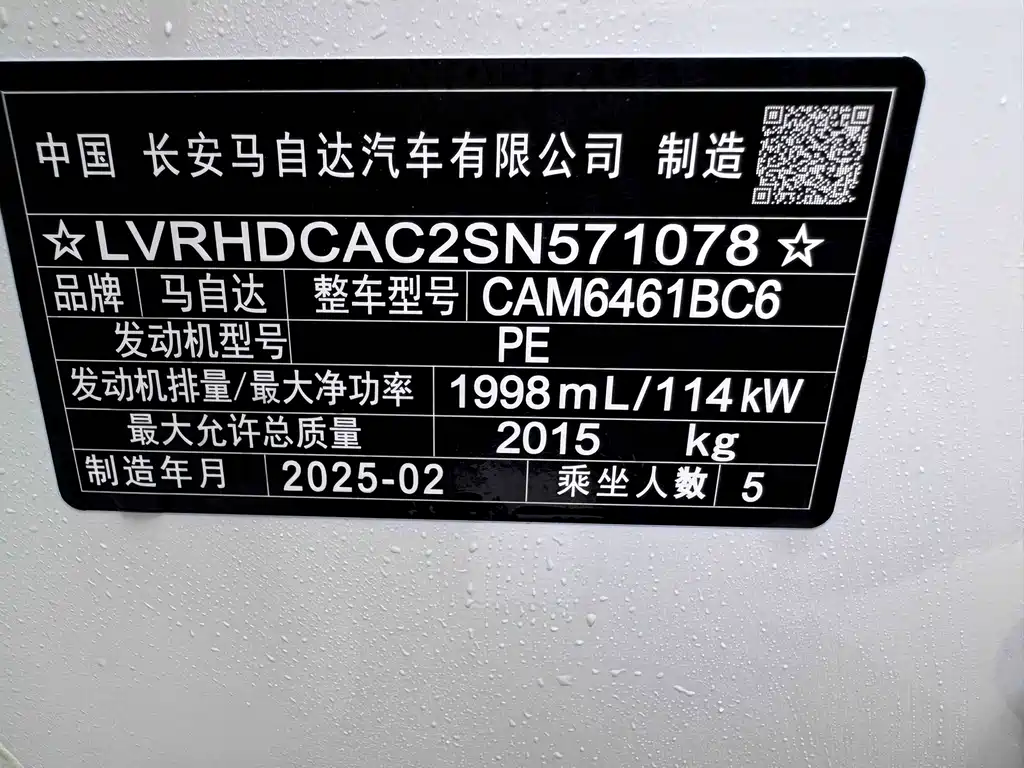 中国 长安马自达汽车有限公司 制造
☆LVRHDCAC2SN571078☆
品牌 马自达 整车型号 CAM6461BC6
发动机型号 PE
发动机排量/最大净功率 1998mL/114kW
最大允许总质量 2015 kg
制造年月 2025-02 乘坐人数 5